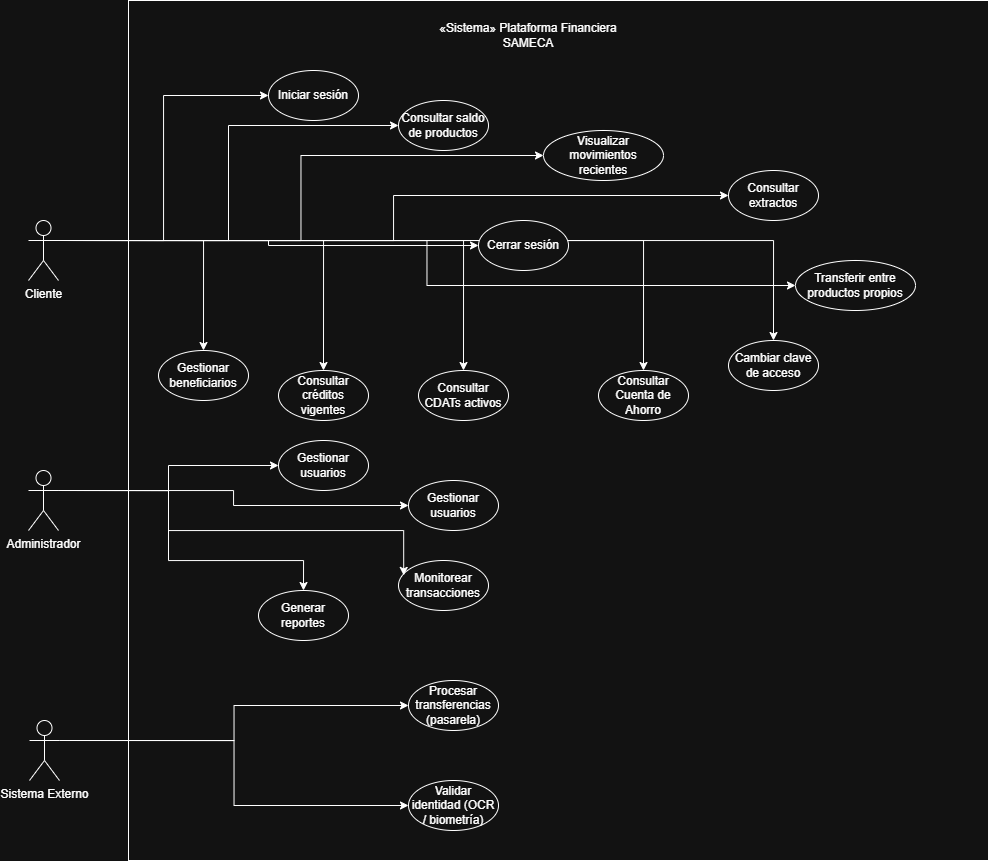 «Sistema» Plataforma Financiera
SAMECA
Iniciar sesión
Consultar saldo
de productos
Visualizar
movimientos
recientes
Consultar
extractos
Cerrar sesión
Cliente
Transferir entre
productos propios
Gestionar
beneficiarios
Consultar
créditos
vigentes
Consultar
CDATs activos
Consultar
Cuenta de
Ahorro
Cambiar clave
de acceso
Gestionar
usuarios
Gestionar
usuarios
Administrador
Monitorear
transacciones
Generar
reportes
Procesar
transferencias
(pasarela)
Sistema Externo
Validar
identidad (OCR
/ biometría)